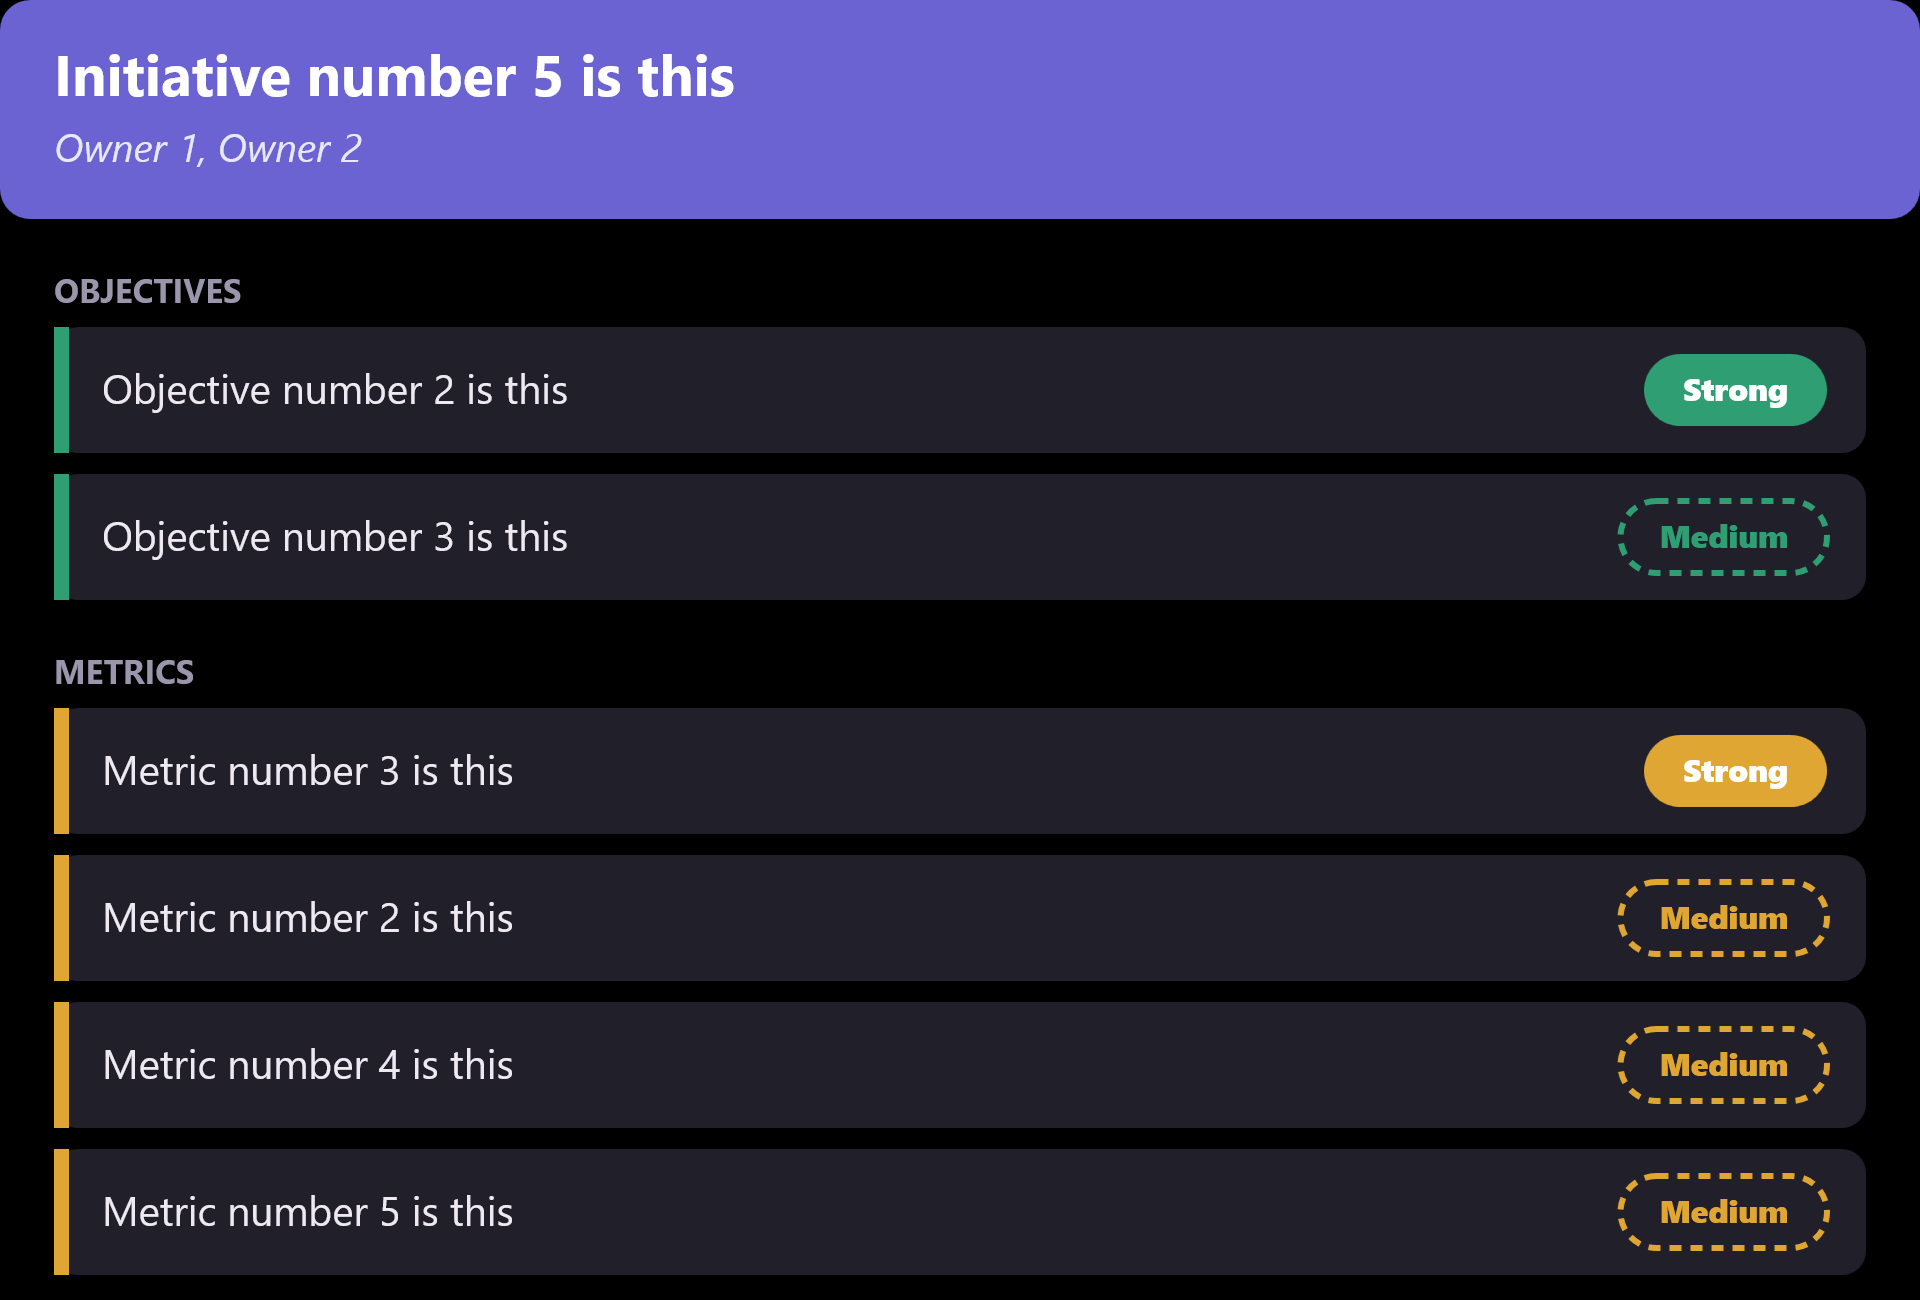 Initiative number 5 is this
Owner 1, Owner 2
OBJECTIVES
Objective number 2 is this Strong
Objective number 3 is this Medium
METRICS
Metric number 3 is this Strong
Metric number 2 is this Medium
Metric number 4 is this Medium
Metric number 5 is this Medium